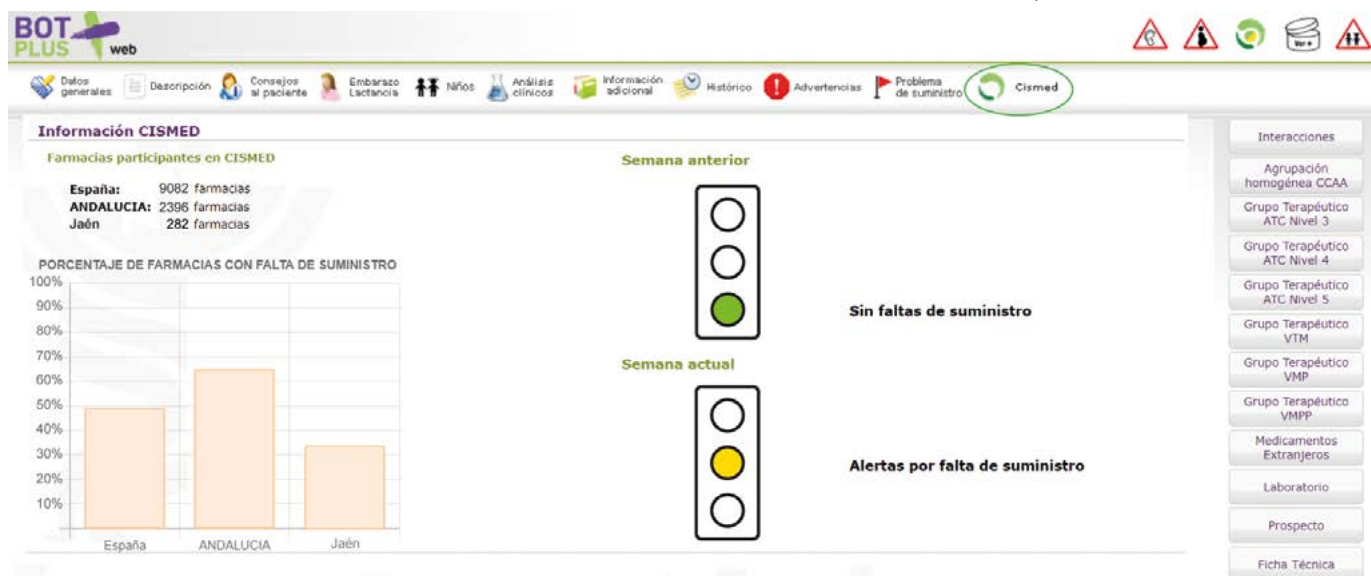 BOT
PLUS web
Ver +
Datos
generales
Descripción
Consejos
al paciente
Embarazo
Lactancia
Niños
Análisis
clínicos
Información
adicional
Histórico
Advertencias
Problema
de suministro
Cismed
Información CISMED
Farmacias participantes en CISMED
España: 9082 farmacias
ANDALUCIA: 2396 farmacias
Jaén 282 farmacias
PORCENTAJE DE FARMACIAS CON FALTA DE SUMINISTRO
100%
90%
80%
70%
60%
50%
40%
30%
20%
10%
España ANDALUCIA Jaén
Semana anterior
Sin faltas de suministro
Semana actual
Alertas por falta de suministro
Interacciones
Agrupación
homogénea CCAA
Grupo Terapéutico
ATC Nivel 3
Grupo Terapéutico
ATC Nivel 4
Grupo Terapéutico
ATC Nivel 5
Grupo Terapéutico
VTM
Grupo Terapéutico
VMP
Grupo Terapéutico
VMPP
Medicamentos
Extranjeros
Laboratorio
Prospecto
Ficha Técnica